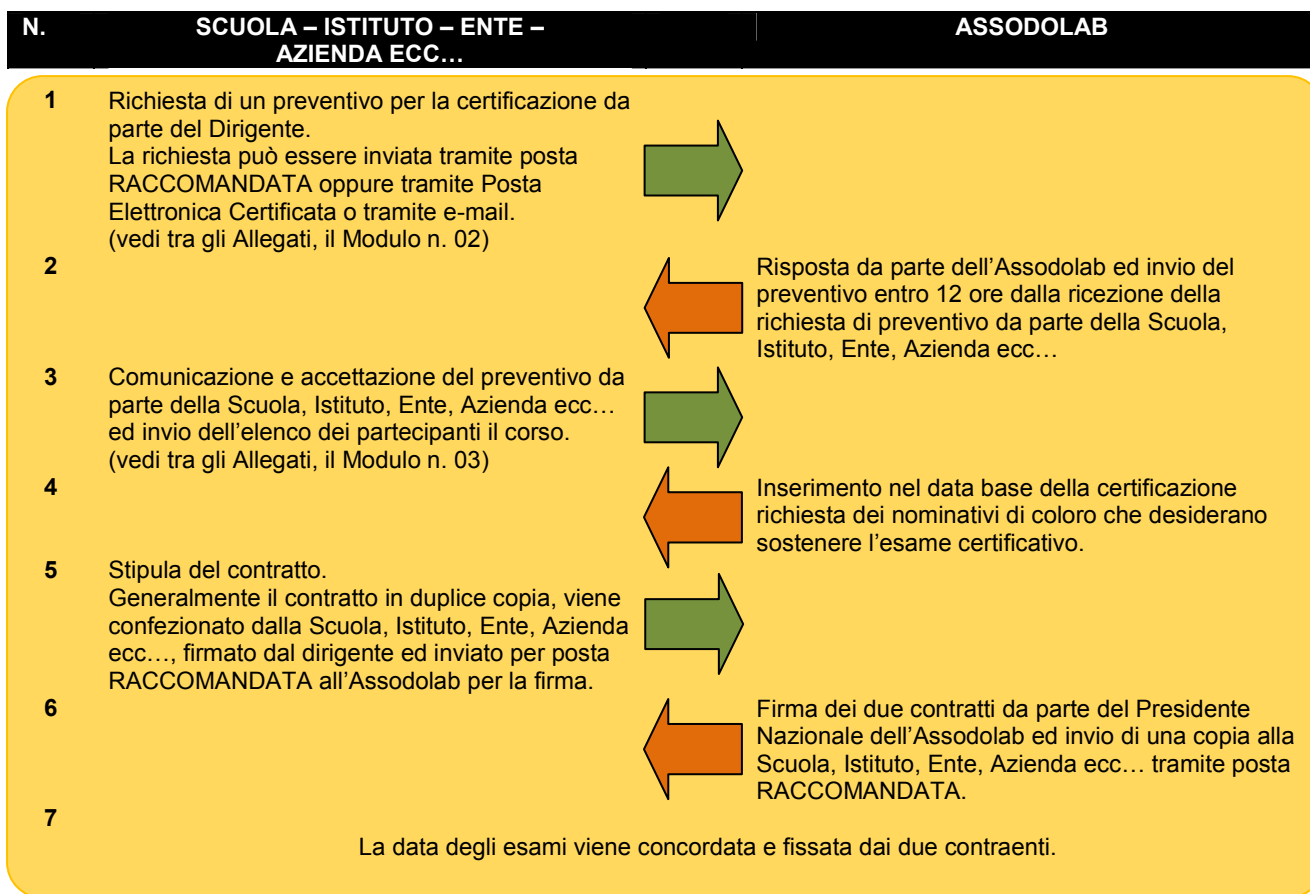 N. SCUOLA – ISTITUTO – ENTE – ASSODOLAB
AZIENDA ECC…
1 Richiesta di un preventivo per la certificazione da
parte del Dirigente.
La richiesta può essere inviata tramite posta
RACCOMANDATA oppure tramite Posta
Elettronica Certificata o tramite e-mail.
(vedi tra gli Allegati, il Modulo n. 02)
2 Risposta da parte dell’Assodolab ed invio del
preventivo entro 12 ore dalla ricezione della
richiesta di preventivo da parte della Scuola,
Istituto, Ente, Azienda ecc…
3 Comunicazione e accettazione del preventivo da
parte della Scuola, Istituto, Ente, Azienda ecc…
ed invio dell’elenco dei partecipanti il corso.
(vedi tra gli Allegati, il Modulo n. 03)
4 Inserimento nel data base della certificazione
richiesta dei nominativi di coloro che desiderano
sostenere l’esame certificativo.
5 Stipula del contratto.
Generalmente il contratto in duplice copia, viene
confezionato dalla Scuola, Istituto, Ente, Azienda
ecc…, firmato dal dirigente ed inviato per posta
RACCOMANDATA all’Assodolab per la firma.
6 Firma dei due contratti da parte del Presidente
Nazionale dell’Assodolab ed invio di una copia alla
Scuola, Istituto, Ente, Azienda ecc… tramite posta
RACCOMANDATA.
7
La data degli esami viene concordata e fissata dai due contraenti.